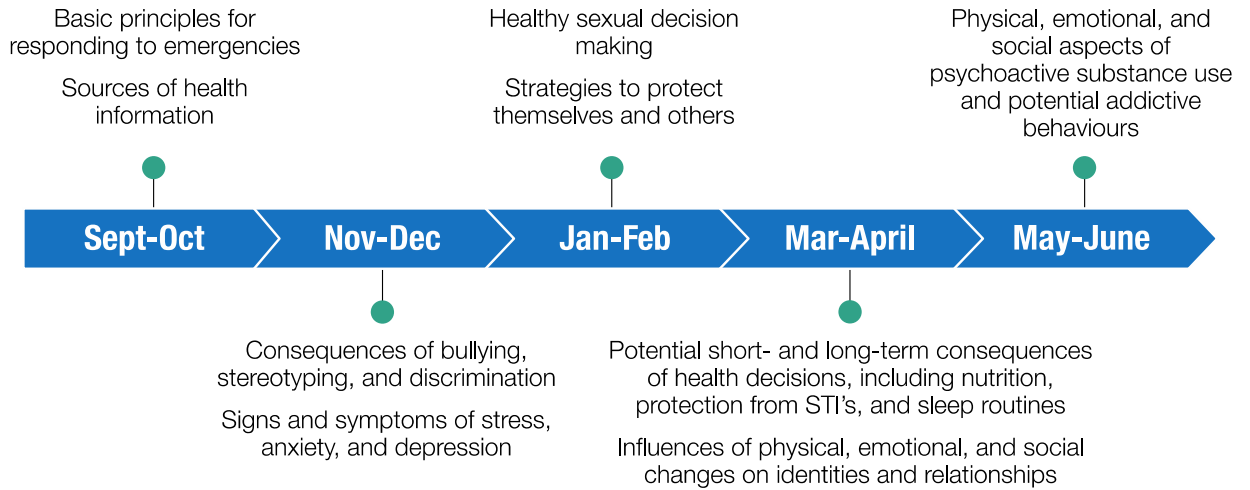 Basic principles for
responding to emergencies
Sources of health
information
Healthy sexual decision
making
Strategies to protect
themselves and others
Physical, emotional, and
social aspects of
psychoactive substance use
and potential addictive
behaviours
Sept-Oct
Nov-Dec
Jan-Feb
Mar-April
May-June
Consequences of bullying,
stereotyping, and discrimination
Signs and symptoms of stress,
anxiety, and depression
Potential short- and long-term consequences
of health decisions, including nutrition,
protection from STI's, and sleep routines
Influences of physical, emotional, and social
changes on identities and relationships